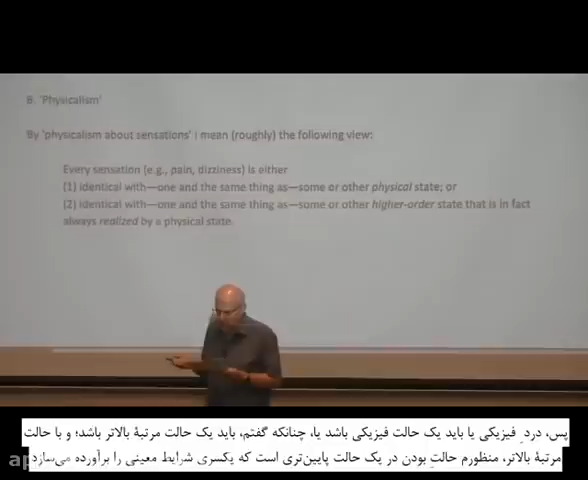 B. 'Physicalism'
By 'physicalism about sensations' I mean (roughly) the following view:
Every sensation (e.g., pain, dizziness) is either
(1) identical with—one and the same thing as—some or other physical state; or
(2) identical with—one and the same thing as—some or other higher-order state that is in fact
always realized by a physical state.
پس، دردِ فیزیکی یا باید یک حالت فیزیکی باشد یا، چنانکه گفتم، باید یک حالت مرتبهٔ بالاتر باشد؛ و با حالت
مرتبهٔ بالاتر، منظورم حالتِ بودن در یک حالت پایین‌تری است که یکسری شرایط معینی را برآورده می‌سازد